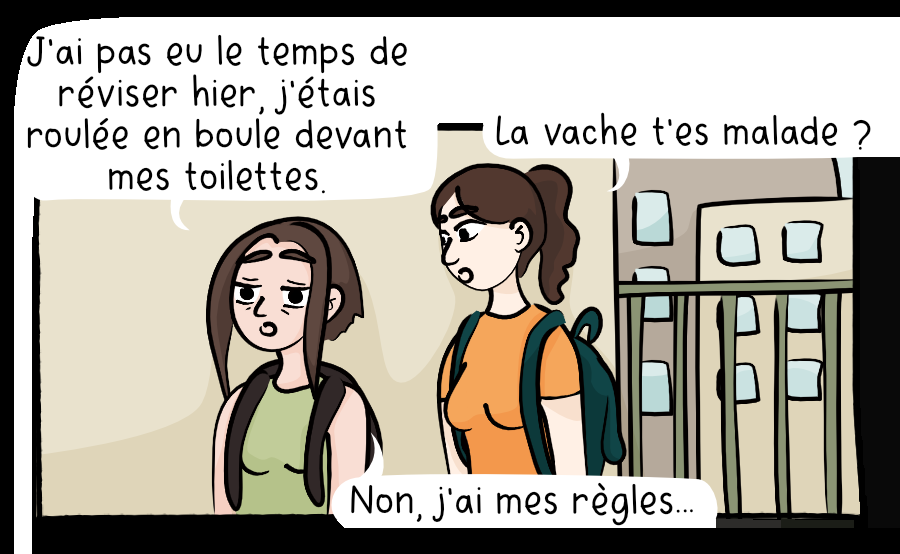 J'ai pas eu le temps de
réviser hier, j'étais
roulée en boule devant
mes toilettes.
La vache t'es malade ?
Non, j'ai mes règles...